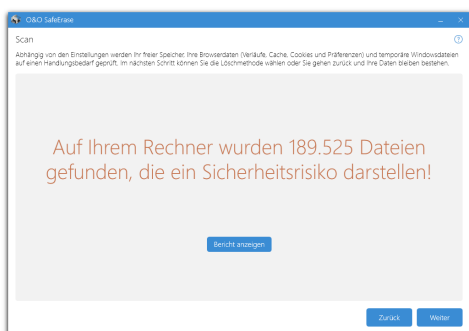 O&O SafeErase
Scan
Abhängig von den Einstellungen werden Ihr freier Speicher, Ihre Browserdaten (Verläufe, Cache, Cookies und Präferenzen) und temporäre Windowsdateien
auf einen Handlungsbedarf geprüft. Im nächsten Schritt können Sie die Löschmethode wählen oder Sie gehen zurück und Ihre Daten bleiben bestehen.
Auf Ihrem Rechner wurden 189.525 Dateien
gefunden, die ein Sicherheitsrisiko darstellen!
Bericht anzeigen
Zurück Weiter